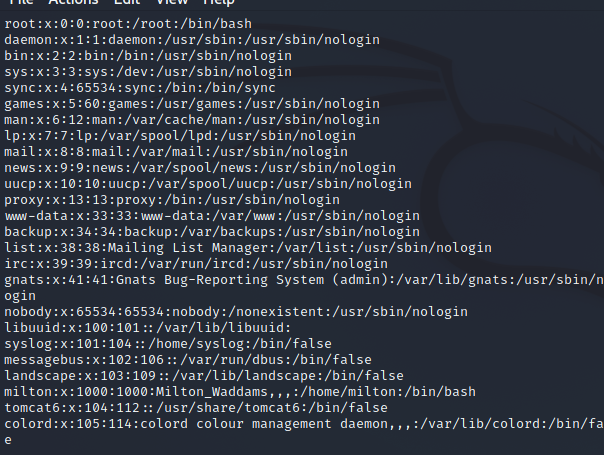 File Actions Edit View Help
root:x:0:0:root:/root:/bin/bash
daemon:x:1:1:daemon:/usr/sbin:/usr/sbin/nologin
bin:x:2:2:bin:/bin:/usr/sbin/nologin
sys:x:3:3:sys:/dev:/usr/sbin/nologin
sync:x:4:65534:sync:/bin:/bin/sync
games:x:5:60:games:/usr/games:/usr/sbin/nologin
man:x:6:12:man:/var/cache/man:/usr/sbin/nologin
lp:x:7:7:lp:/var/spool/lpd:/usr/sbin/nologin
mail:x:8:8:mail:/var/mail:/usr/sbin/nologin
news:x:9:9:news:/var/spool/news:/usr/sbin/nologin
uucp:x:10:10:uucp:/var/spool/uucp:/usr/sbin/nologin
proxy:x:13:13:proxy:/bin:/usr/sbin/nologin
www-data:x:33:33:www-data:/var/www:/usr/sbin/nologin
backup:x:34:34:backup:/var/backups:/usr/sbin/nologin
list:x:38:38:Mailing List Manager:/var/list:/usr/sbin/nologin
irc:x:39:39:ircd:/var/run/ircd:/usr/sbin/nologin
gnats:x:41:41:Gnats Bug-Reporting System (admin):/var/lib/gnats:/usr/sbin/n
ogin
nobody:x:65534:65534:nobody:/nonexistent:/usr/sbin/nologin
libuuid:x:100:101::/var/lib/libuuid:
syslog:x:101:104::/home/syslog:/bin/false
messagebus:x:102:106::/var/run/dbus:/bin/false
landscape:x:103:109::/var/lib/landscape:/bin/false
milton:x:1000:1000:Milton_Waddams,,,:/home/milton:/bin/bash
tomcat6:x:104:112::/usr/share/tomcat6:/bin/false
colord:x:105:114:colord colour management daemon,,,:/var/lib/colord:/bin/fa
e